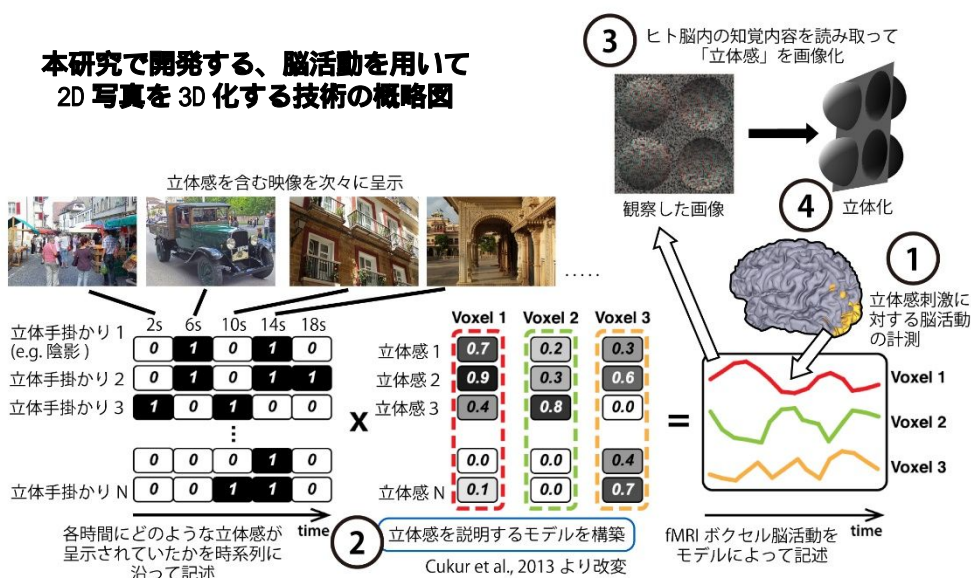 本研究で開発する、脳活動を用いて
2D 写真を 3D 化する技術の概略図
3
ヒト脳内の知覚内容を読み取って
「立体感」を画像化
観察した画像
4
立体化
立体感を含む映像を次々に呈示
.....
1
立体感刺激に
対する脳活動
の計測
2s 6s 10s 14s 18s
立体手掛かり 1
(e.g. 陰影 )
0 1 0 1 0
立体手掛かり 2
0 1 0 1 1
立体手掛かり 3
1 0 1 0 0
⋮
0 0 0 1 0
立体手掛かり N
0 0 1 1 0
time
各時間にどのような立体感が
呈示されていたかを時系列に
沿って記述
x
Voxel 1 Voxel 2 Voxel 3
立体感 1 0.7 0.2 0.3
立体感 2 0.9 0.3 0.6
立体感 3 0.4 0.8 0.0
0.0 0.0 0.4
立体感 N 0.1 0.0 0.7
2
立体感を説明するモデルを構築
Cukur et al., 2013 より改変
=
Voxel 1
Voxel 2
Voxel 3
time
fMRI ボクセル脳活動を
モデルによって記述